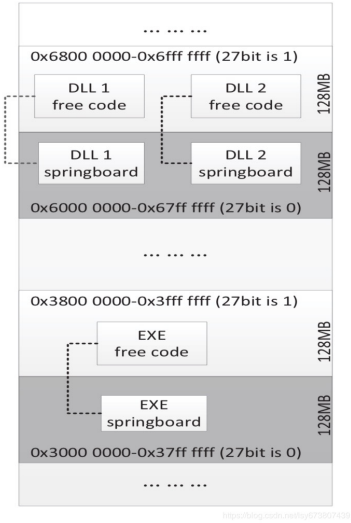 ... ... ...
0x6800 0000-0x6fff ffff (27bit is 1)
DLL 1
free code
DLL 2
free code
128MB
DLL 1
springboard
DLL 2
springboard
128MB
0x6000 0000-0x67ff ffff (27bit is 0)
... ... ...
0x3800 0000-0x3fff ffff (27bit is 1)
EXE
free code
128MB
EXE
springboard
128MB
0x3000 0000-0x37ff ffff (27bit is 0)
... ... ...